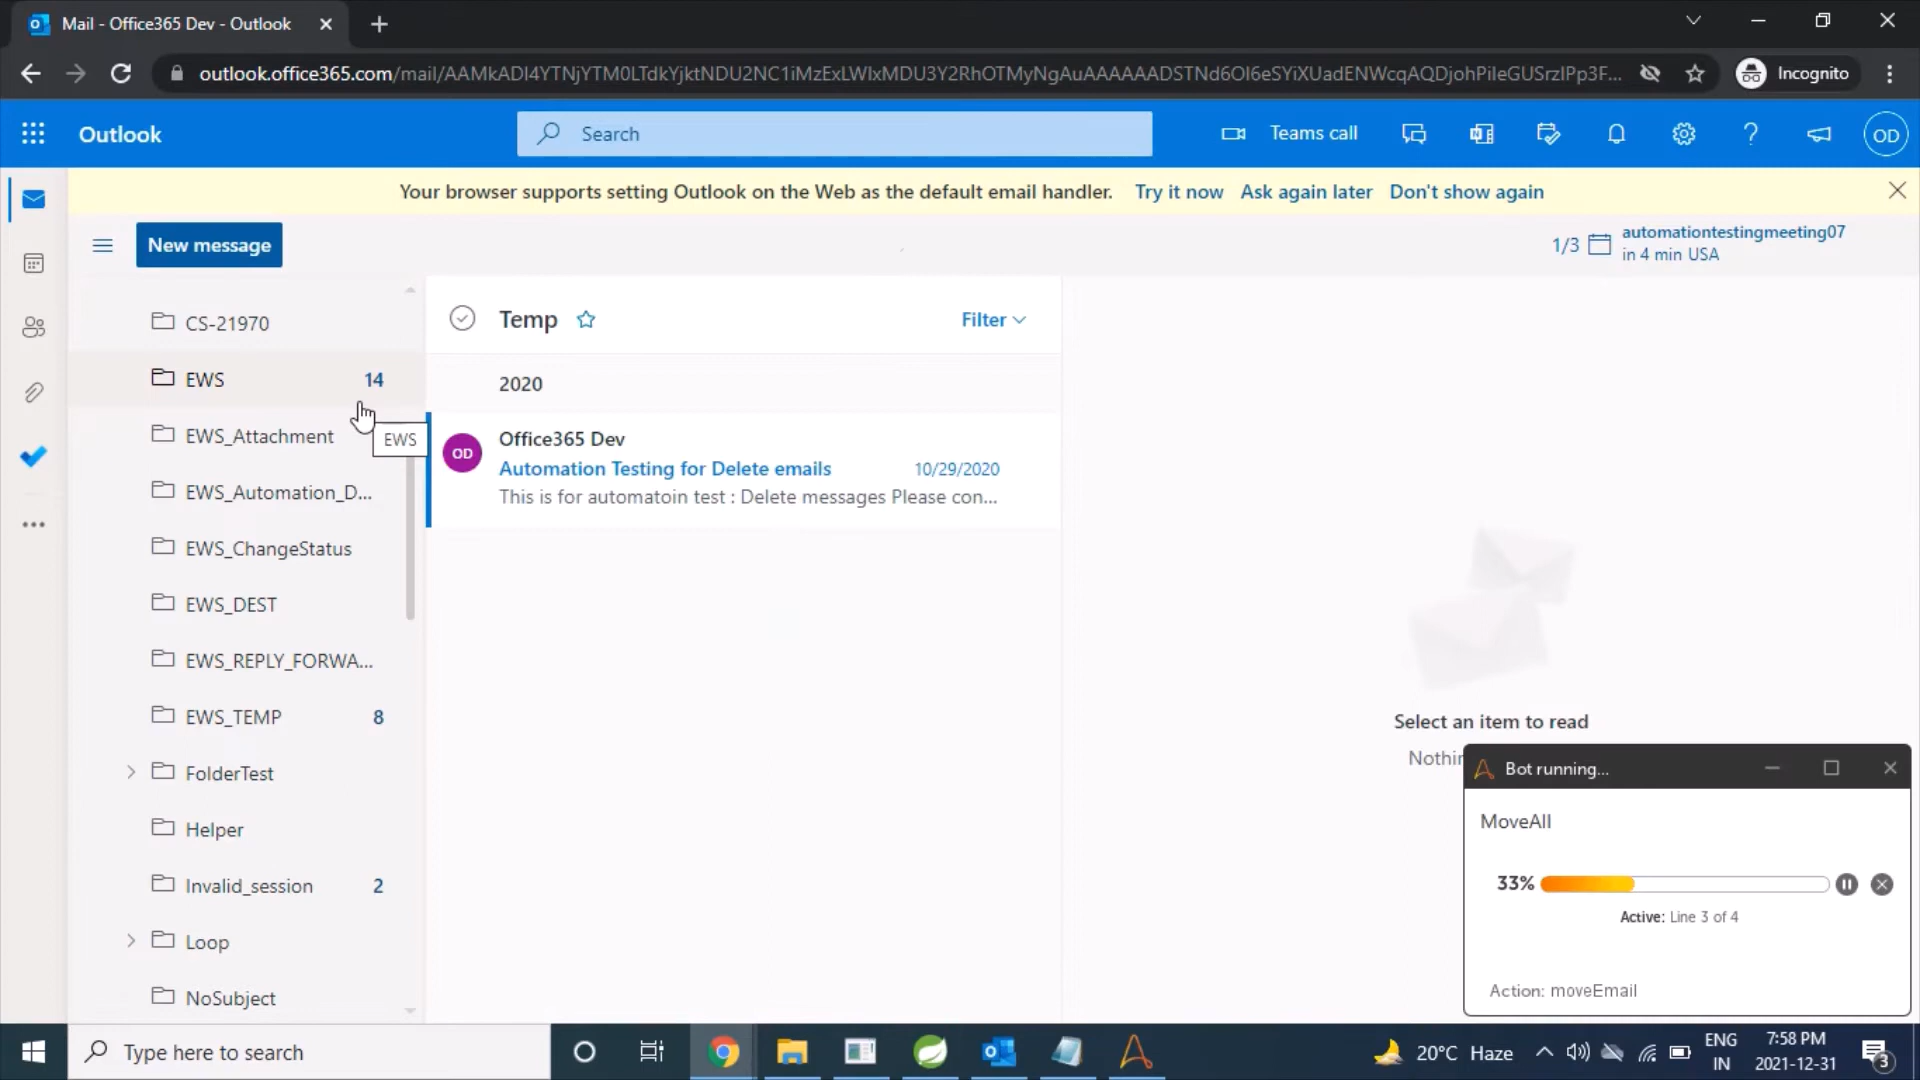 Mail - Office365 Dev - Outlook
outlook.office365.com/mail/AAMkADI4YTNjYTM0LTdkYjktNDU2NC1iMzExLWIxMDU3Y2RhOTMyNgAuAAAAAADSTNd6OI6eSYiXUadENWcqAQDjohPiIeGUSrzIPp3F...
Incognito
Outlook
Search
Teams call
OD
Your browser supports setting Outlook on the Web as the default email handler. Try it now Ask again later Don't show again
New message
1/3
automationtestingmeeting07
in 4 min USA
CS-21970
EWS 14
EWS
EWS_Attachment
EWS_Automation_D...
EWS_ChangeStatus
EWS_DEST
EWS_REPLY_FORWA...
EWS_TEMP 8
FolderTest
Helper
Invalid_session 2
Loop
NoSubject
Temp
Filter
2020
OD
Office365 Dev
Automation Testing for Delete emails 10/29/2020
This is for automatoin test : Delete messages Please con...
Select an item to read
Bot running...
MoveAll
33%
Active: Line 3 of 4
Action: moveEmail
Type here to search
20°C Haze
ENG
IN
7:58 PM
2021-12-31
3